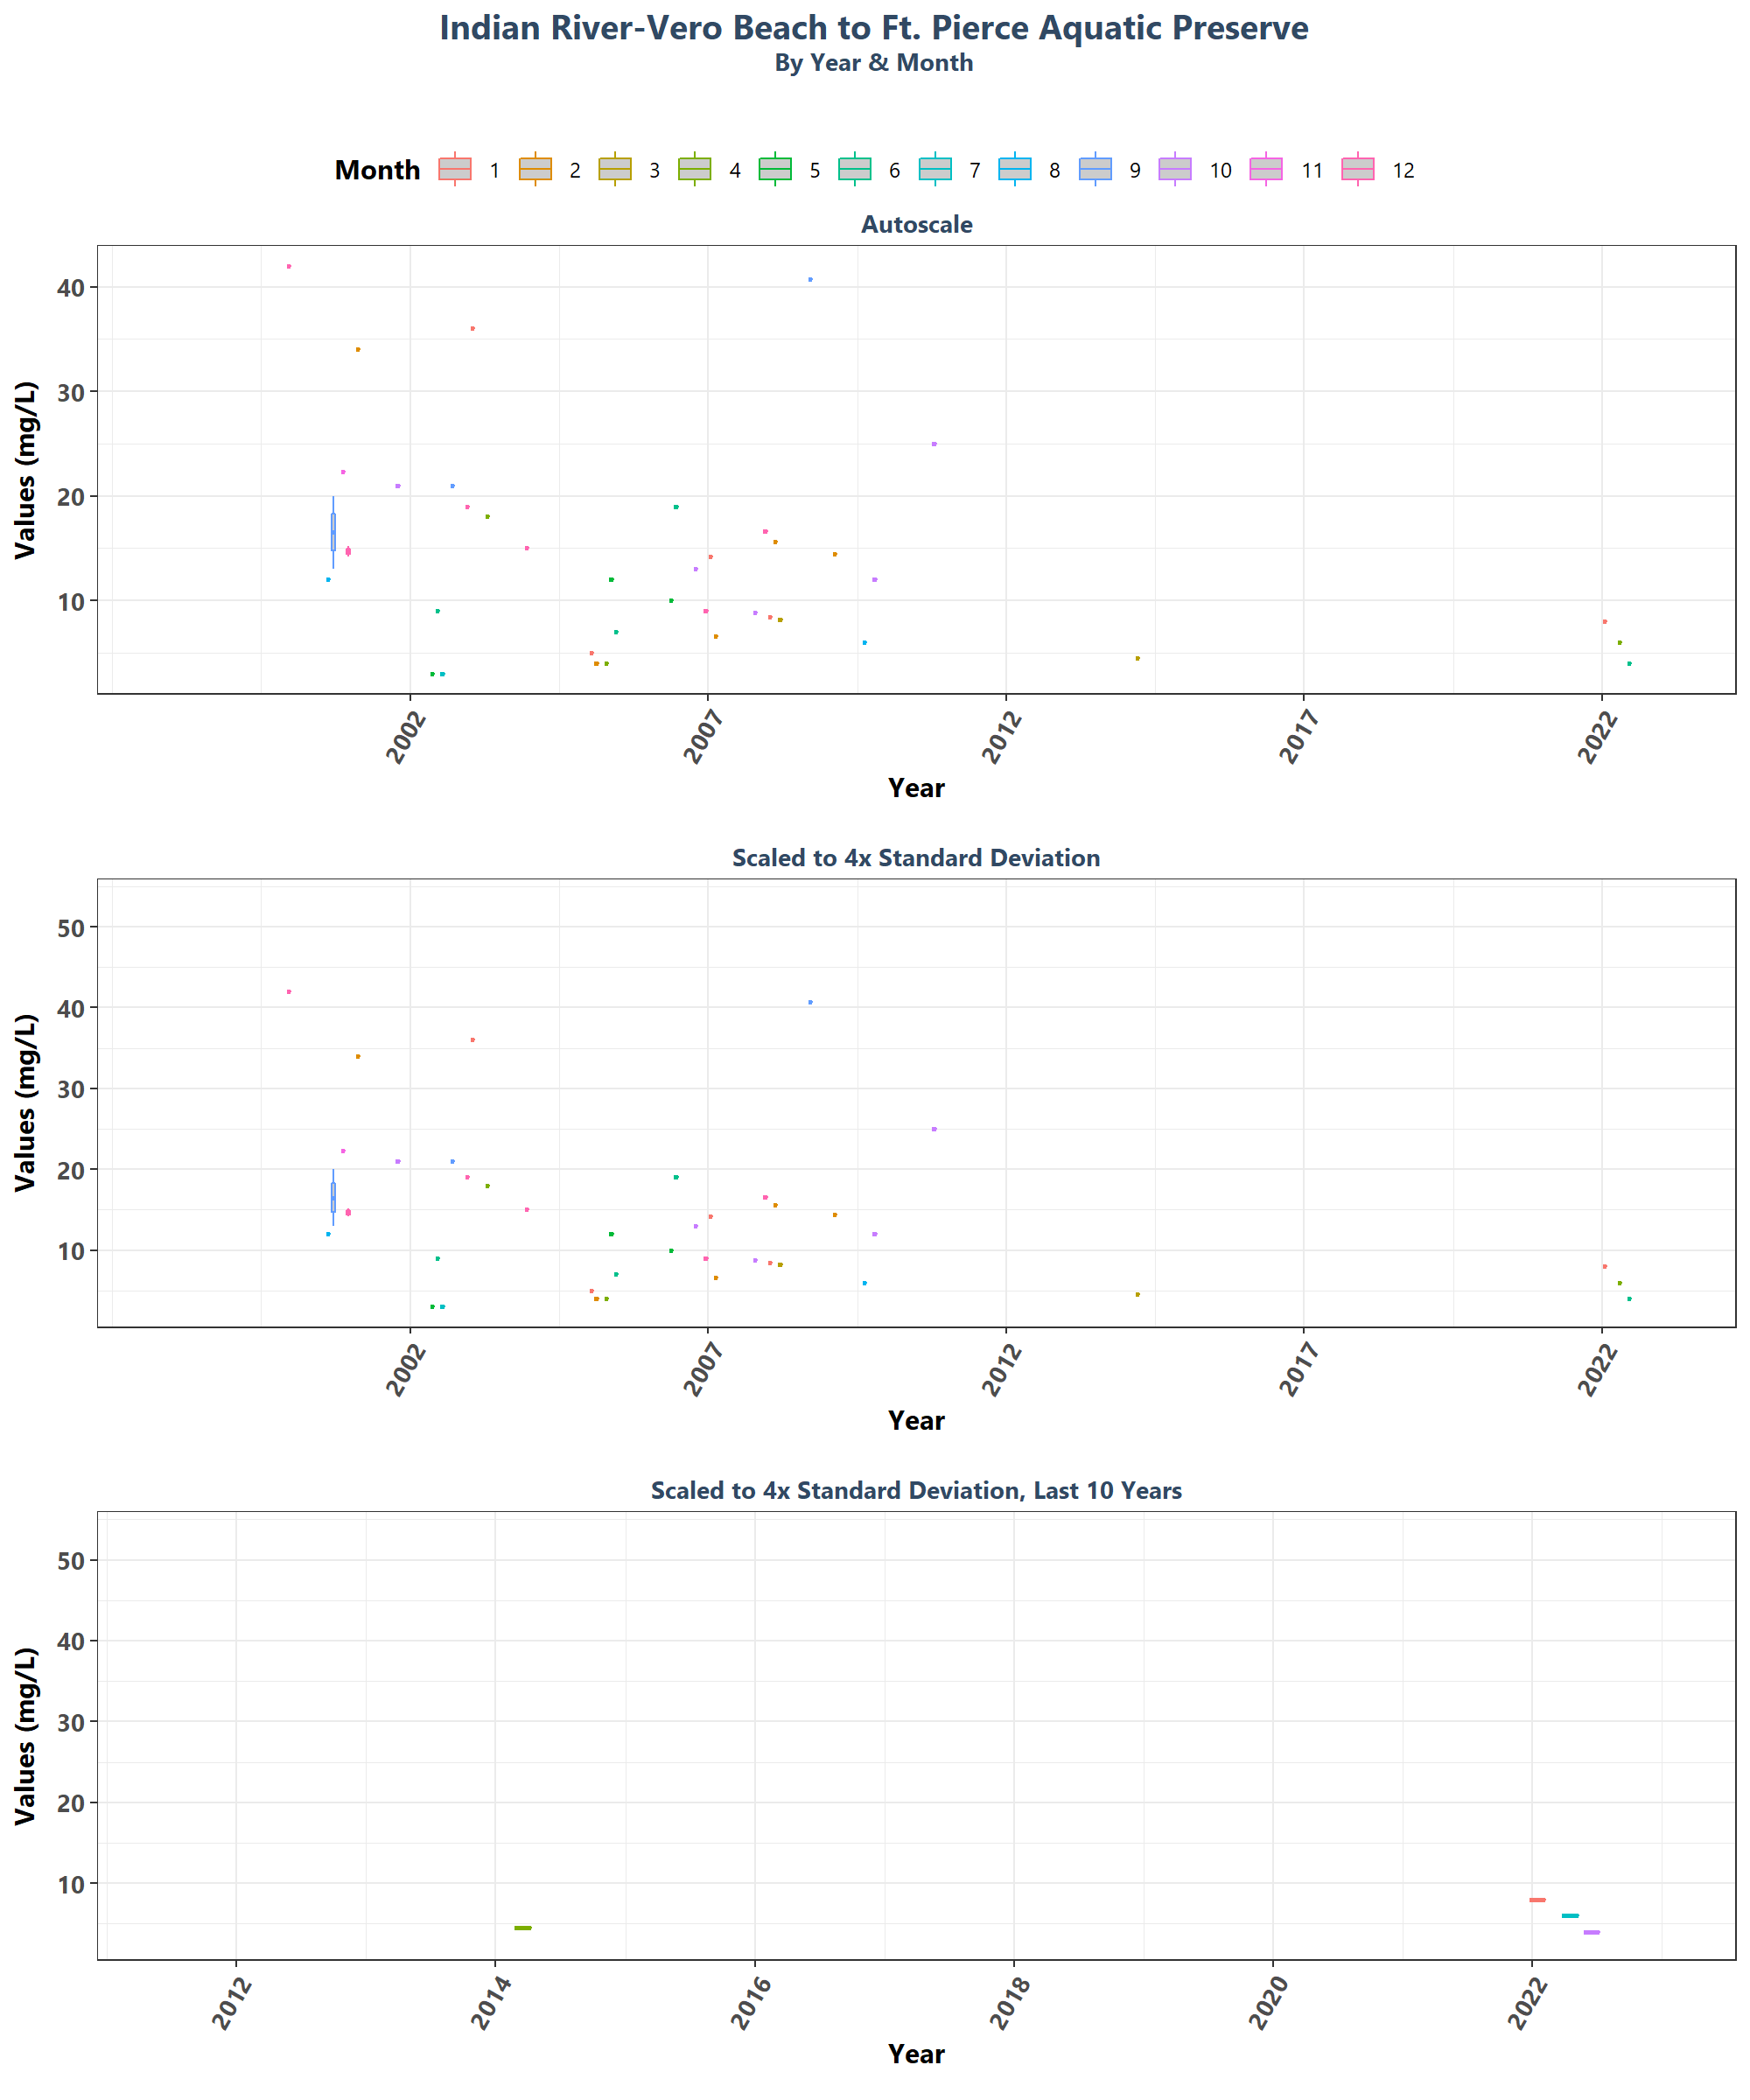 Indian River-Vero Beach to Ft. Pierce Aquatic Preserve
By Year & Month
Month 1 2 3 4 5 6 7 8 9 10 11 12
Autoscale
Values (mg/L)
40
30
20
10
2002 2007 2012 2017 2022
Year
Scaled to 4x Standard Deviation
Values (mg/L)
50
40
30
20
10
2002 2007 2012 2017 2022
Year
Scaled to 4x Standard Deviation, Last 10 Years
Values (mg/L)
50
40
30
20
10
2012 2014 2016 2018 2020 2022
Year